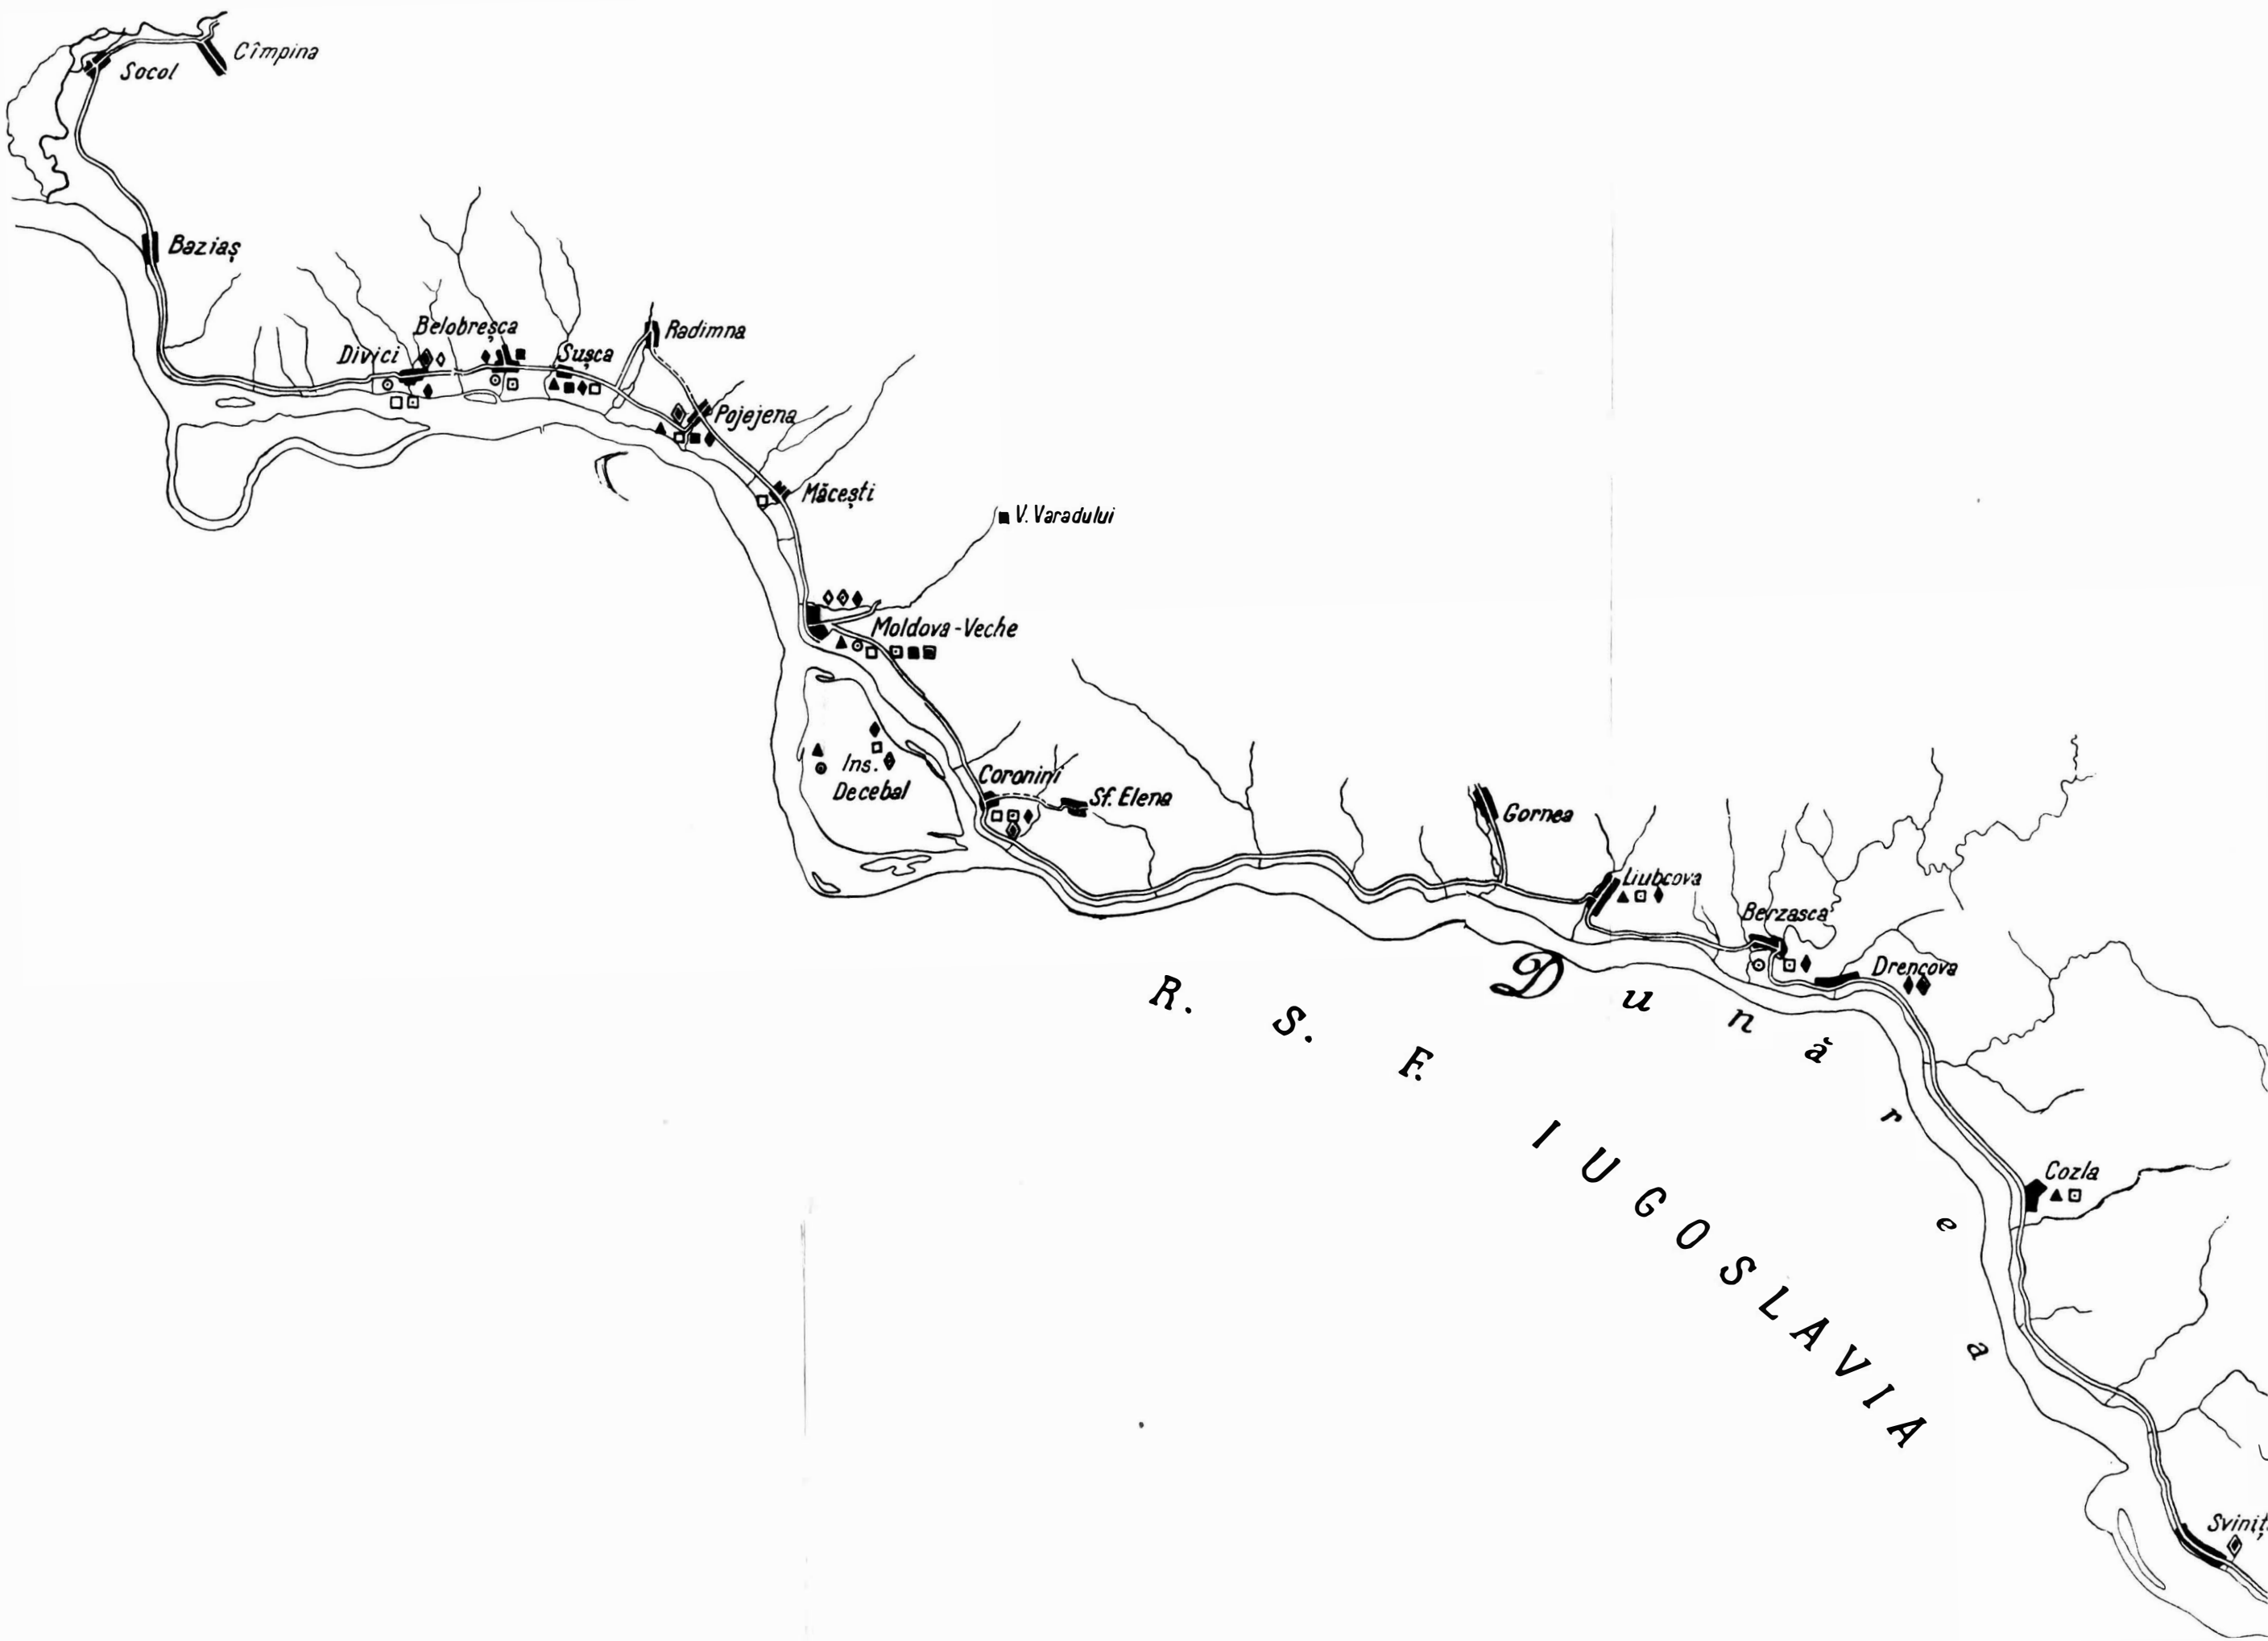 Cîmpina
Socol
Baziaș
Belobreșca
Divici
Sușca
Radimna
Pojejena
Măcești
V. Varadului
Moldova-Veche
Ins.
Decebal
Coronini
Sf. Elena
Gornea
Liubcova
Berzasca
Drencova
Dunărea
R. S. F. IUGOSLAVIA
Cozla